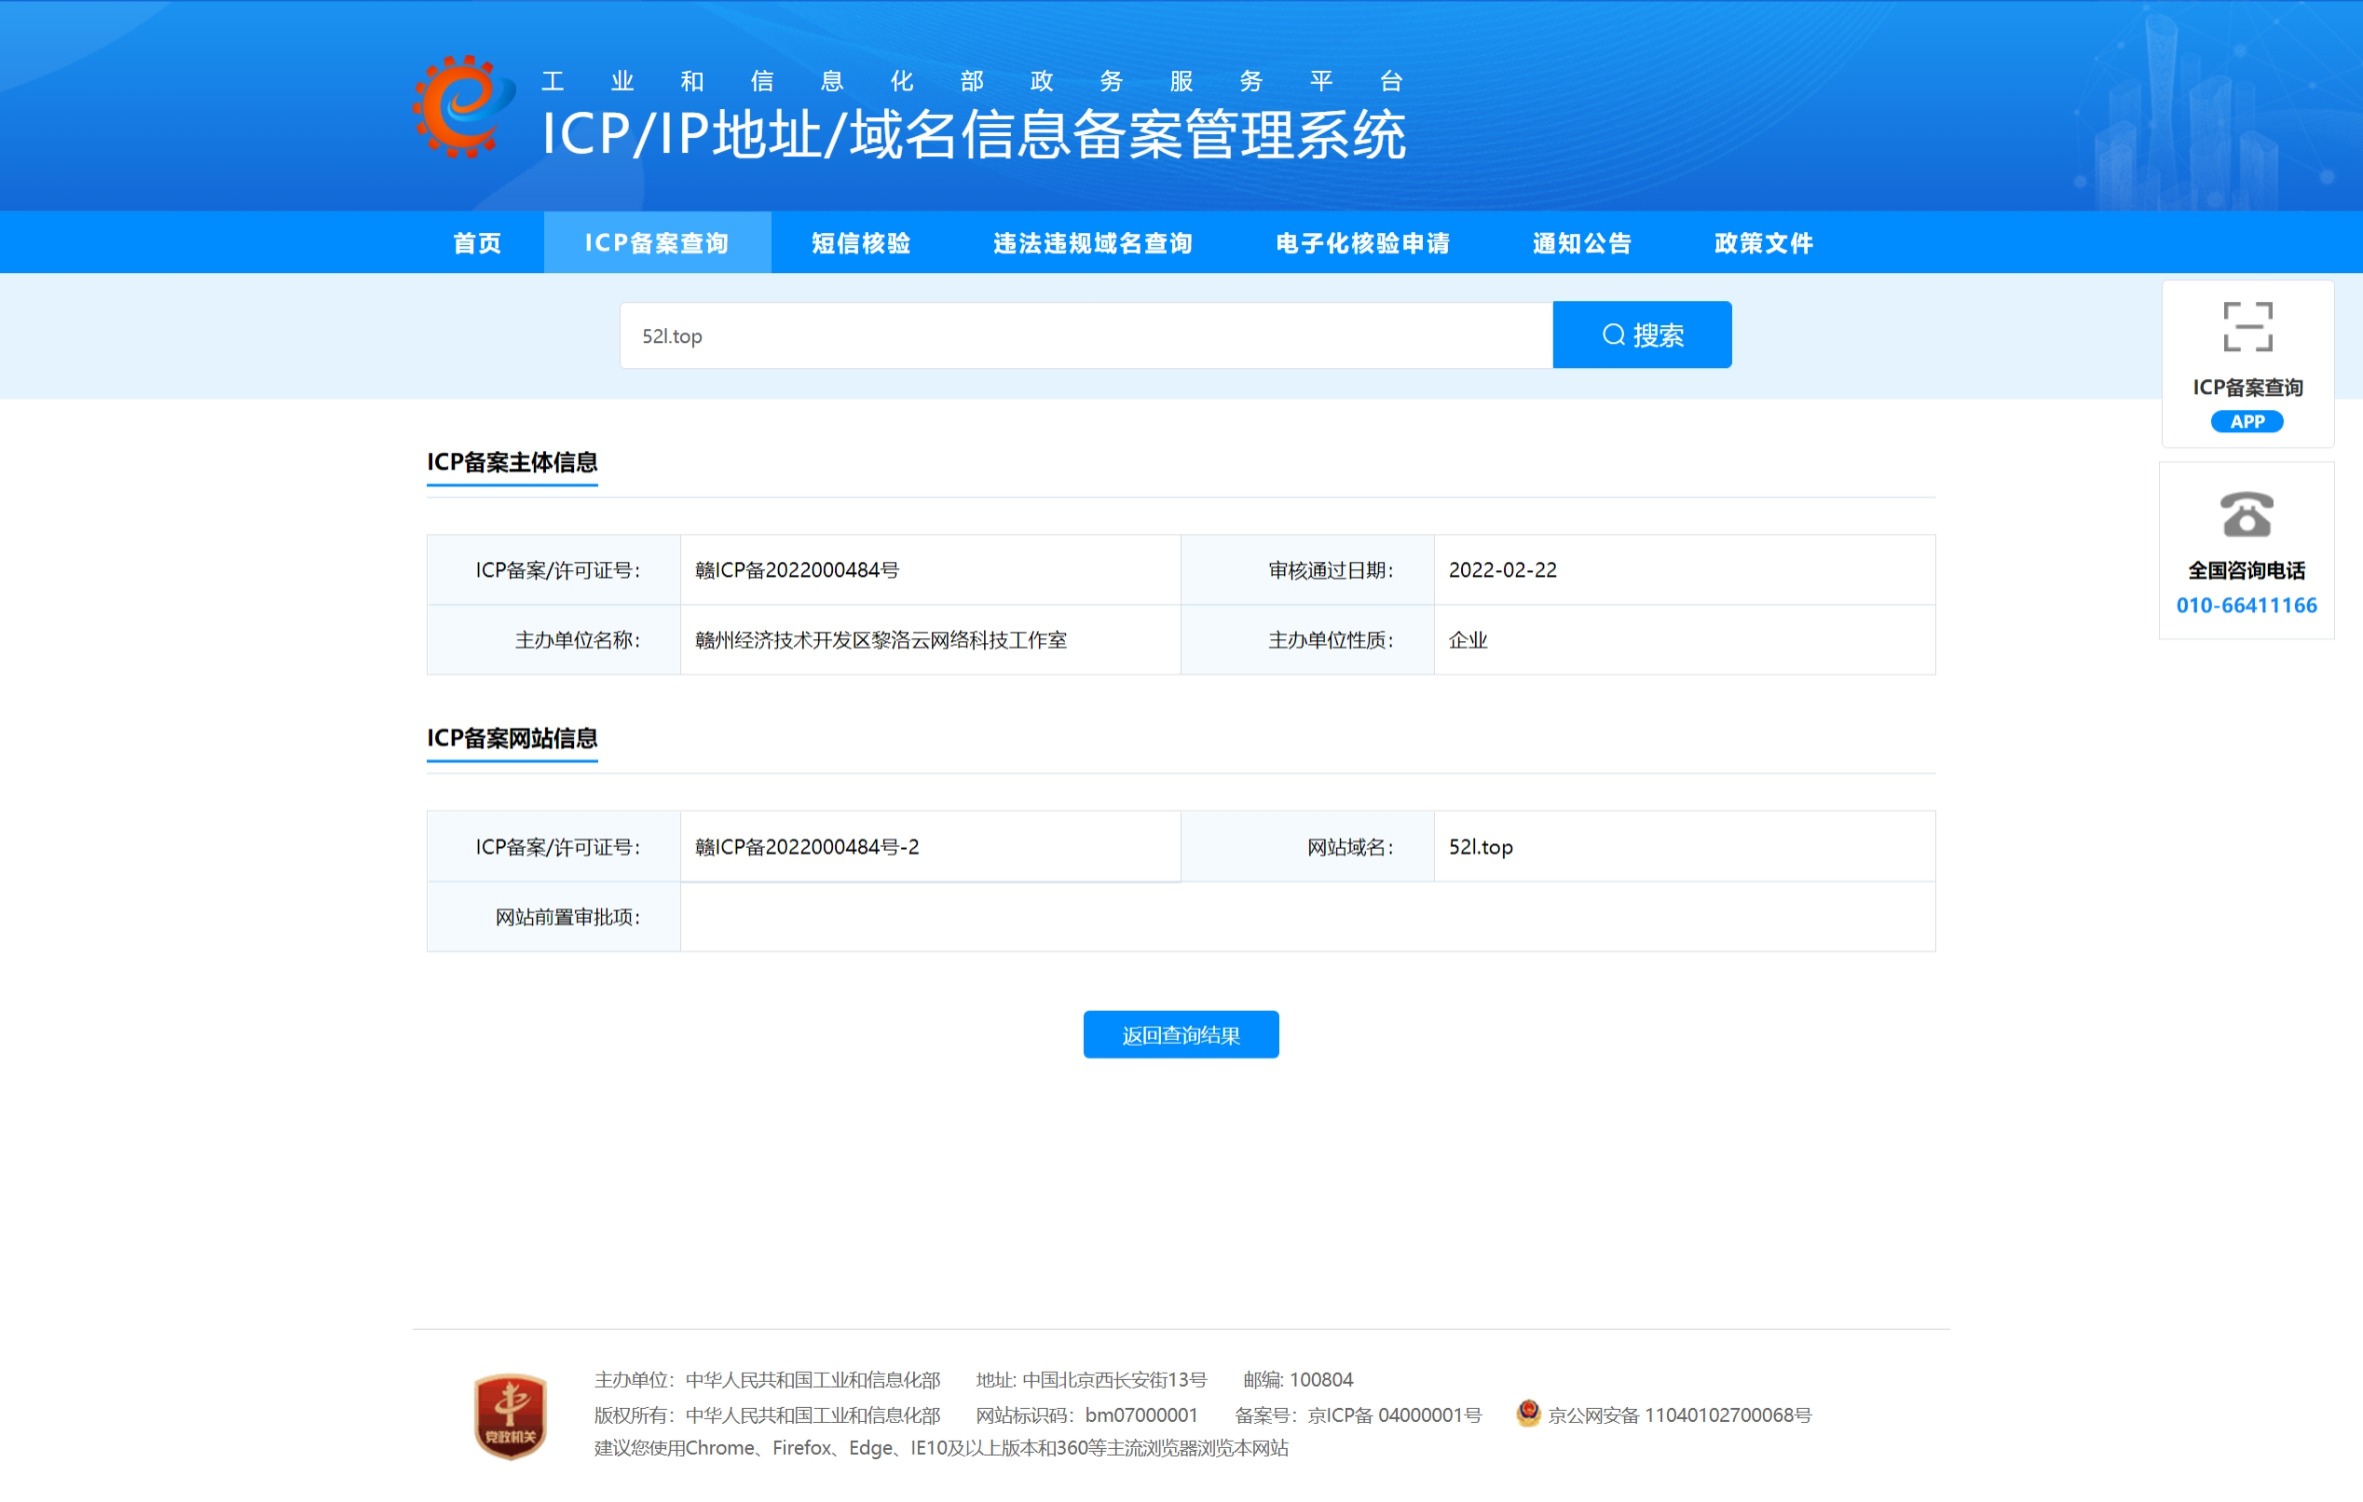 工业和信息化部政务服务平台
ICP/IP地址/域名信息备案管理系统
首页 ICP备案查询 短信核验 违法违规域名查询 电子化核验申请 通知公告 政策文件
52l.top 搜索
ICP备案查询
APP
全国咨询电话
010-66411166
ICP备案主体信息
ICP备案/许可证号： 赣ICP备2022000484号 审核通过日期： 2022-02-22
主办单位名称： 赣州经济技术开发区黎洛云网络科技工作室 主办单位性质： 企业
ICP备案网站信息
ICP备案/许可证号： 赣ICP备2022000484号-2 网站域名： 52l.top
网站前置审批项：
返回查询结果
党政机关
主办单位：中华人民共和国工业和信息化部 地址: 中国北京西长安街13号 邮编: 100804
版权所有：中华人民共和国工业和信息化部 网站标识码：bm07000001 备案号：京ICP备 04000001号 京公网安备 11040102700068号
建议您使用Chrome、Firefox、Edge、IE10及以上版本和360等主流浏览器浏览本网站